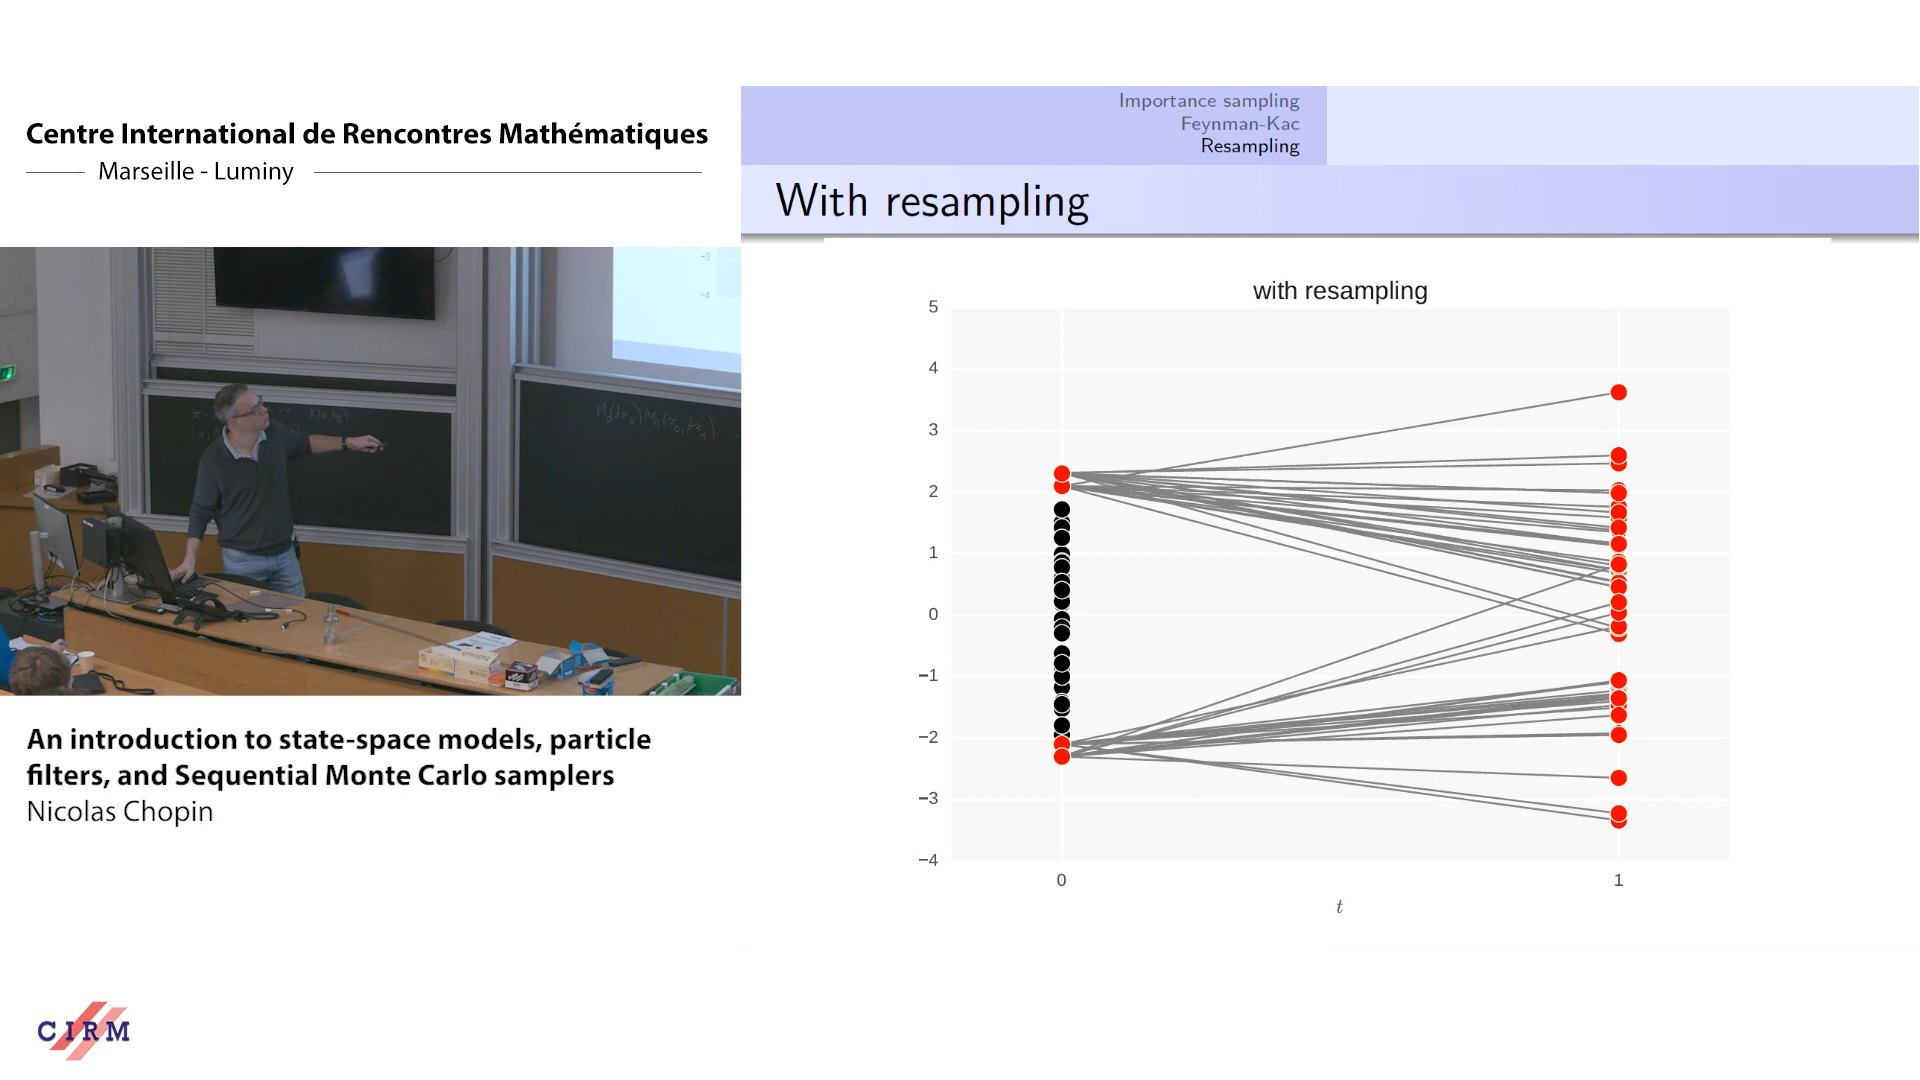 Centre International de Rencontres Mathématiques
Marseille - Luminy
Importance sampling
Feynman-Kac
Resampling
With resampling
with resampling
5
4
3
2
1
0
−1
−2
−3
−4
0
1
t
−3
−4
An introduction to state-space models, particle
filters, and Sequential Monte Carlo samplers
Nicolas Chopin
CIRM